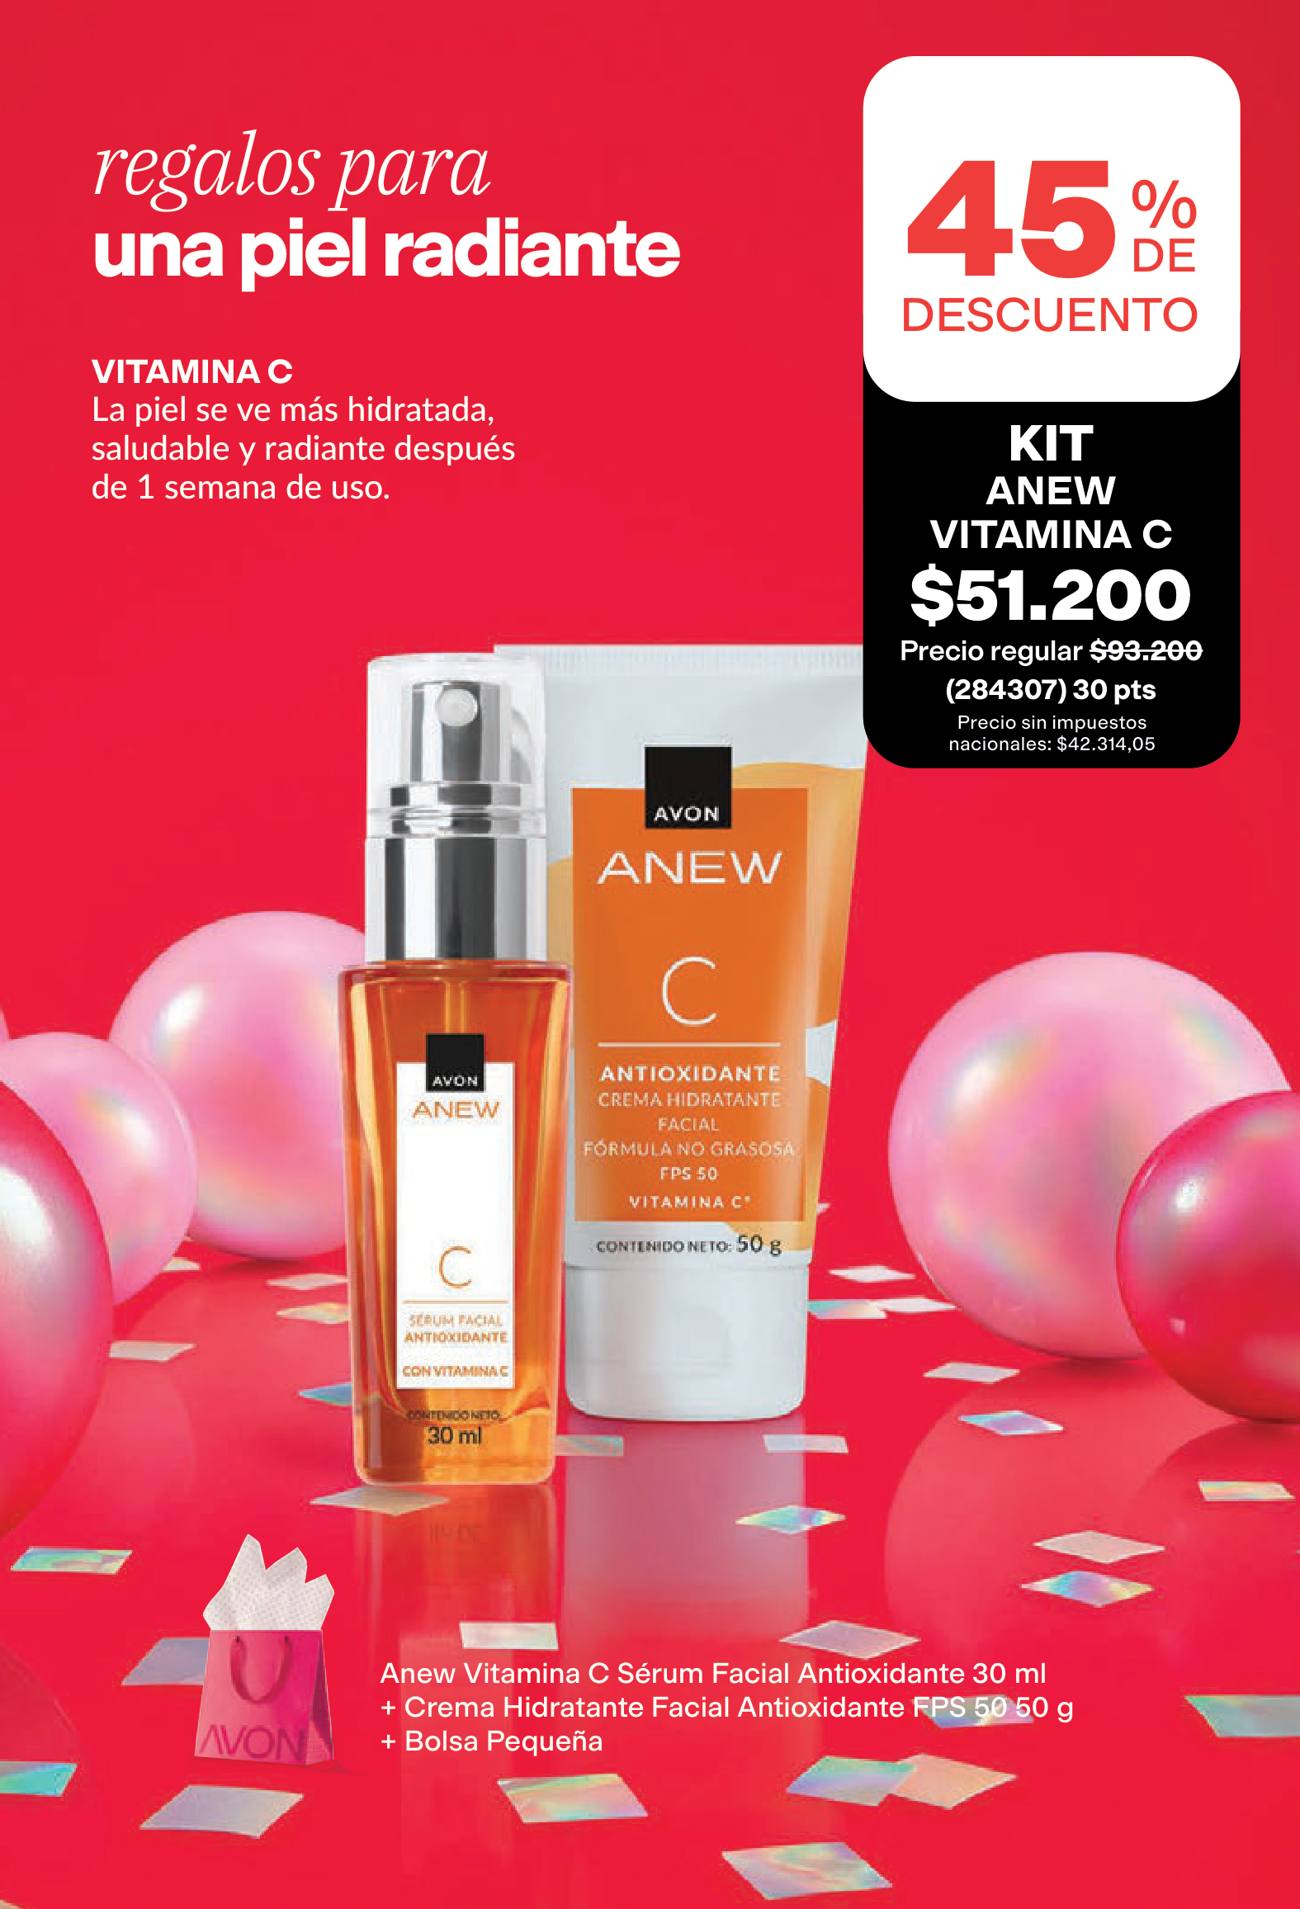 regalos para
una piel radiante
VITAMINA C
La piel se ve más hidratada,
saludable y radiante después
de 1 semana de uso.
45%
DE
DESCUENTO
KIT
ANEW
VITAMINA C
$51.200
Precio regular $93.200
(284307) 30 pts
Precio sin impuestos
nacionales: $42.314,05
AVON
ANEW
C
ANTIOXIDANTE
CREMA HIDRATANTE
FACIAL
FÓRMULA NO GRASOSA
FPS 50
VITAMINA C*
CONTENIDO NETO: 50 g
AVON
ANEW
C
SÉRUM FACIAL
ANTIOXIDANTE
CON VITAMINA C
CONTENIDO NETO:
30 ml
AVON
Anew Vitamina C Sérum Facial Antioxidante 30 ml
+ Crema Hidratante Facial Antioxidante FPS 50 50 g
+ Bolsa Pequeña